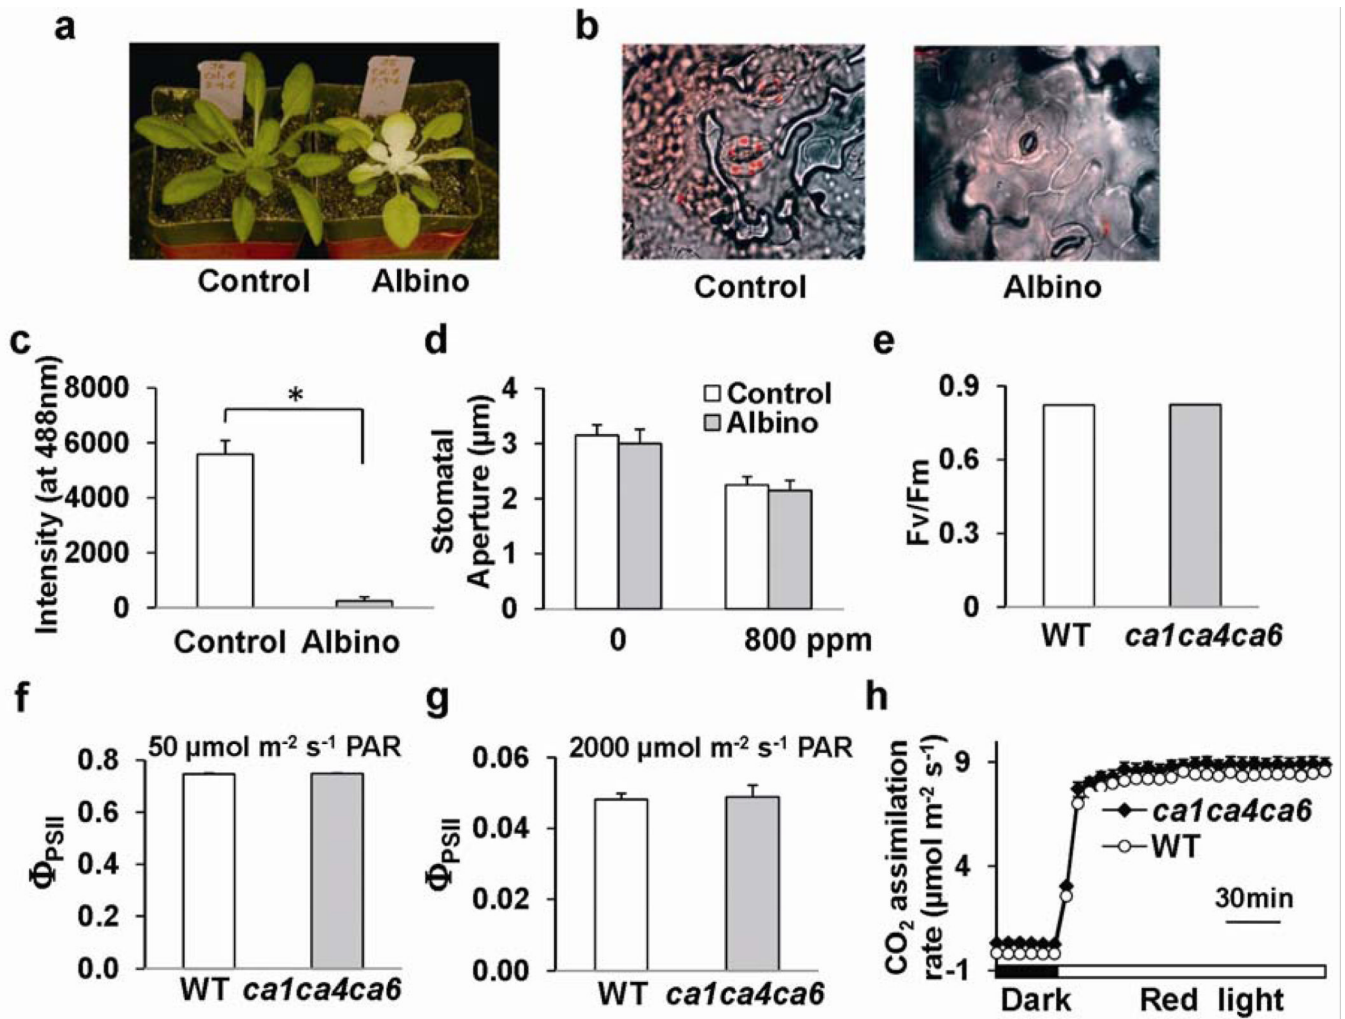 a
b
Control
Albino
Control
Albino
c
Intensity (at 488nm)
8000
6000
4000
2000
0
*
Control Albino
d
Stomatal
Aperture (µm)
4
3
2
1
0
Control
Albino
0
800 ppm
e
Fv/Fm
0.9
0.6
0.3
0
WT
ca1ca4ca6
f
50 µmol m-2 s-1 PAR
ΦPSII
0.8
0.6
0.4
0.2
0.0
WT ca1ca4ca6
g
2000 µmol m-2 s-1 PAR
ΦPSII
0.06
0.04
0.02
0.00
WT ca1ca4ca6
h
CO2 assimilation
rate (µmol m-2 s-1)
9
4
-1
ca1ca4ca6
WT
30min
Dark
Red light